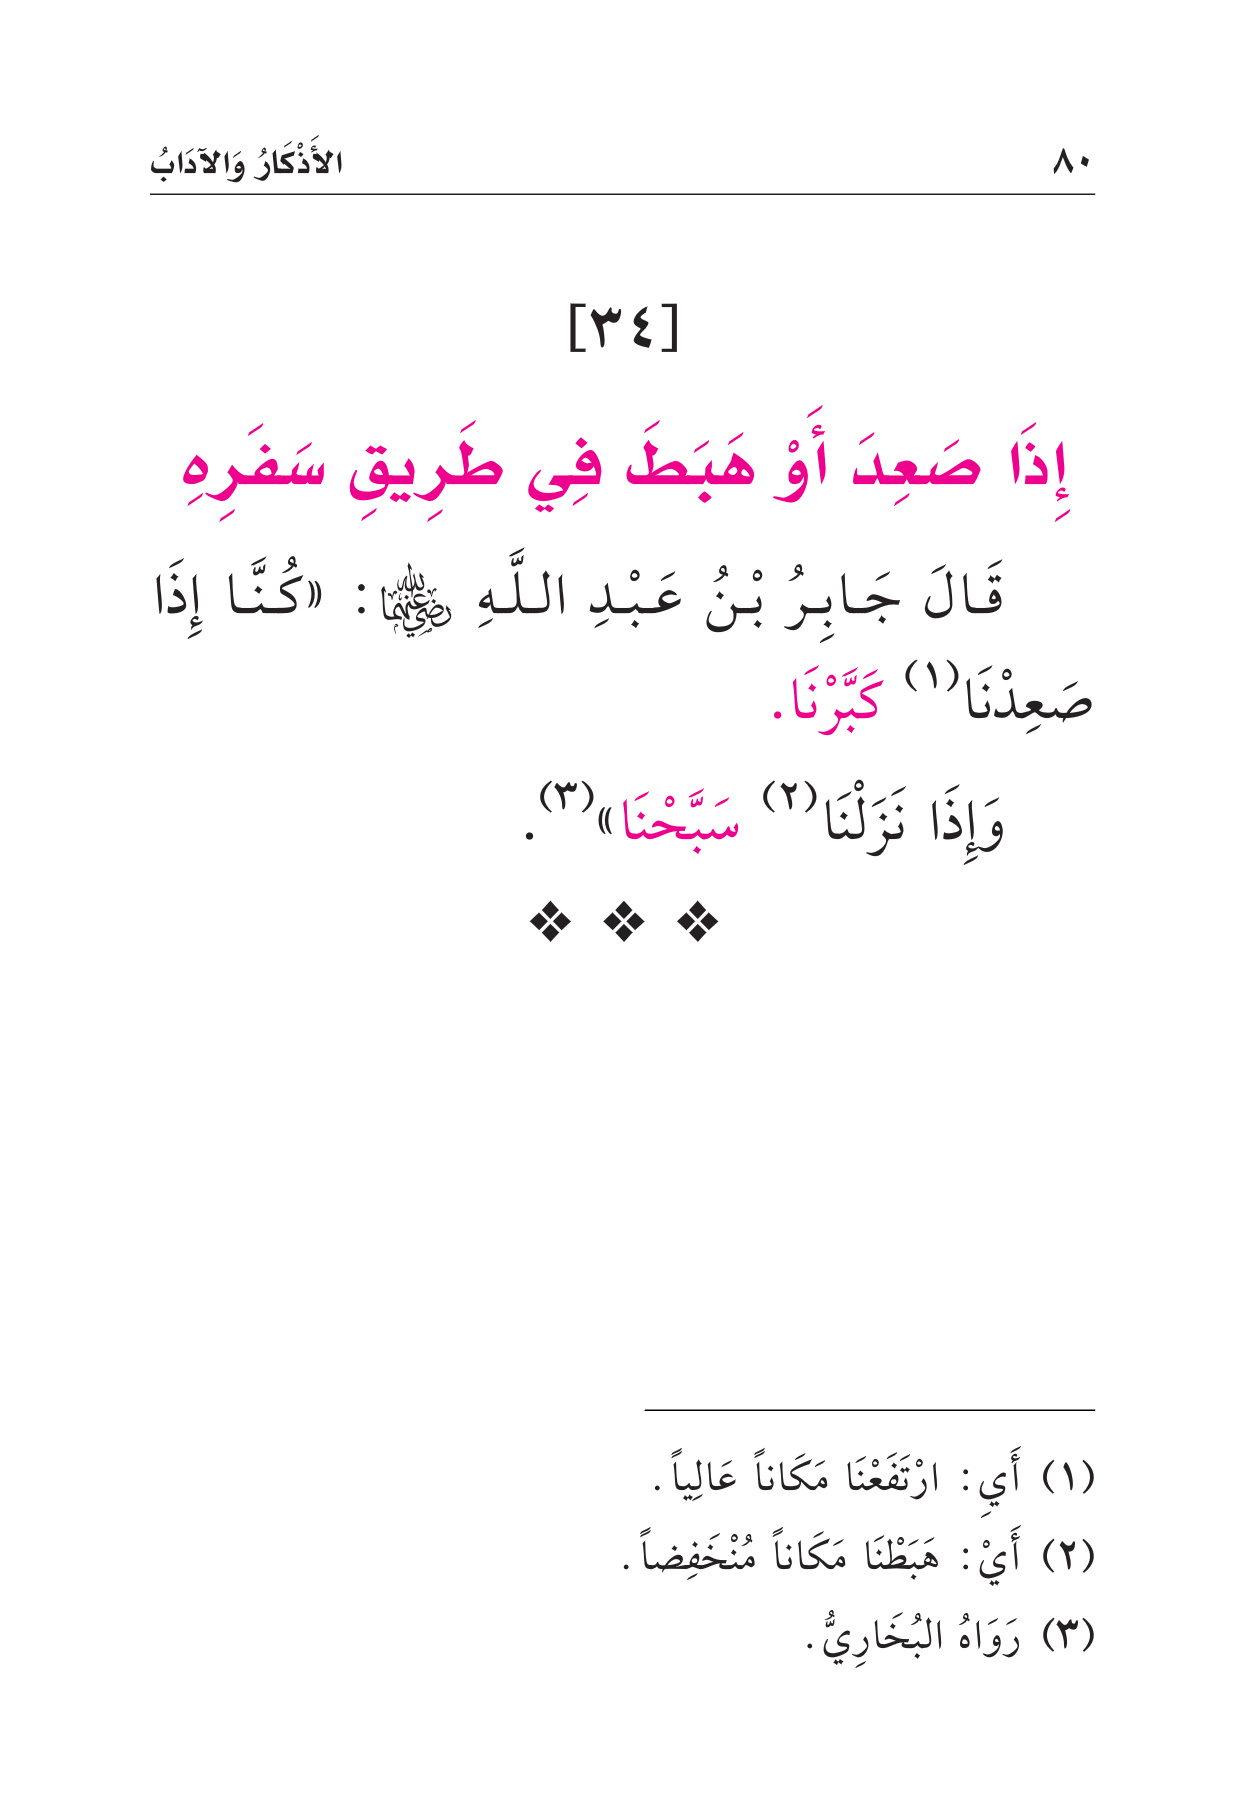 ٨٠ الأَذْكَارُ وَالآدَابُ
[٣٤]
إِذَا صَعِدَ أَوْ هَبَطَ فِي طَرِيقِ سَفَرِهِ
قَالَ جَابِرُ بْنُ عَبْدِ اللَّهِ رضي الله عنهما: «كُنَّا إِذَا
صَعِدْنَا(١) كَبَّرْنَا.
وَإِذَا نَزَلْنَا(٢) سَبَّحْنَا»(٣).
(١) أَيِ: ارْتَفَعْنَا مَكَاناً عَالِياً.
(٢) أَيْ: هَبَطْنَا مَكَاناً مُنْخَفِضاً.
(٣) رَوَاهُ البُخَارِيُّ.